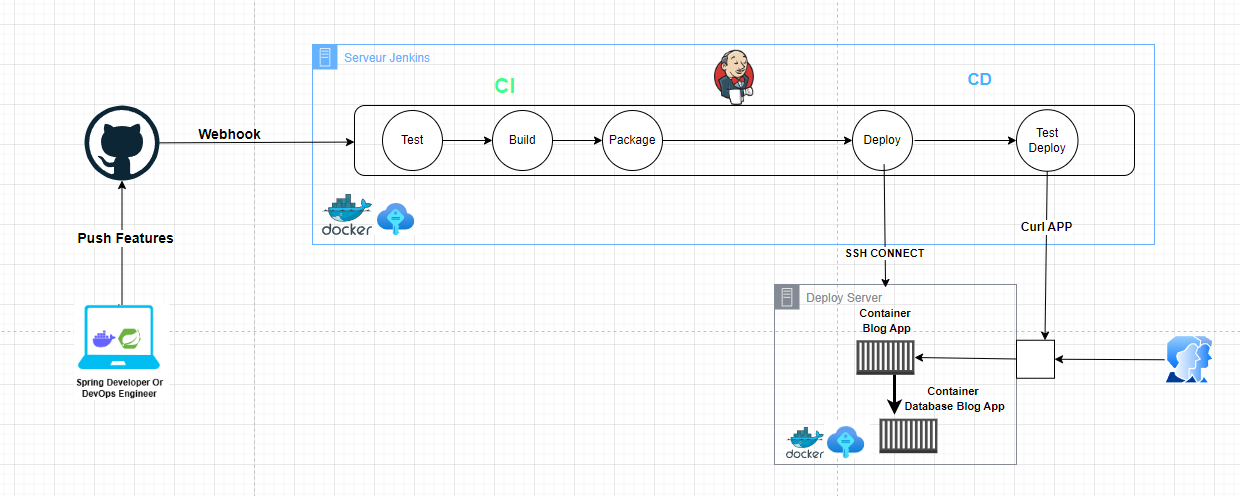 Serveur Jenkins
CI
CD
Webhook
Test
Build
Package
Deploy
Test
Deploy
docker
Push Features
Curl APP
SSH CONNECT
Deploy Server
Container
Blog App
Spring Developer Or
DevOps Engineer
Container
Database Blog App
docker